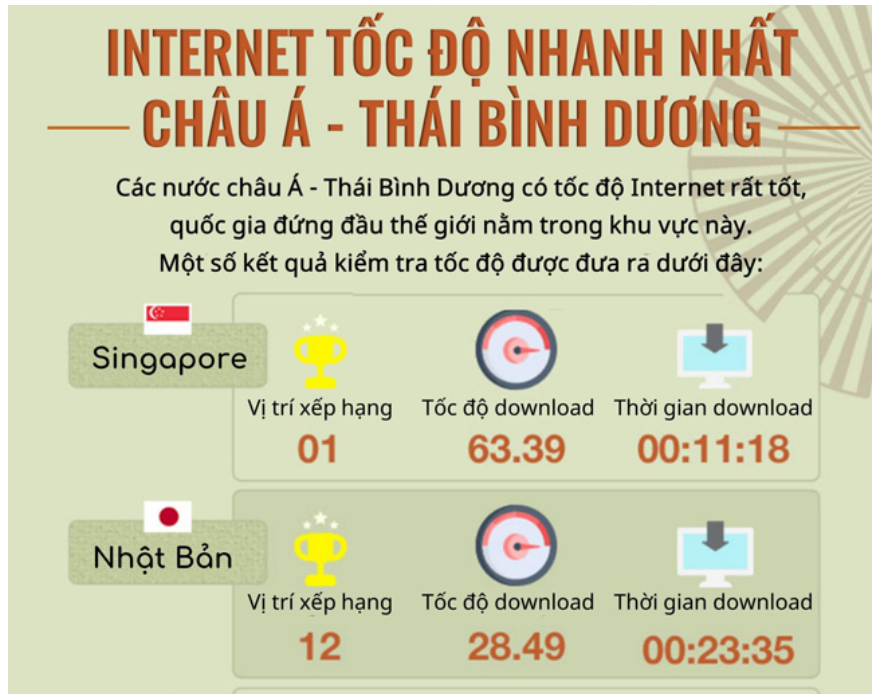 INTERNET TỐC ĐỘ NHANH NHẤT
CHÂU Á - THÁI BÌNH DƯƠNG
Các nước châu Á - Thái Bình Dương có tốc độ Internet rất tốt,
quốc gia đứng đầu thế giới nằm trong khu vực này.
Một số kết quả kiểm tra tốc độ được đưa ra dưới đây:
Singapore
Vị trí xếp hạng Tốc độ download Thời gian download
01 63.39 00:11:18
Nhật Bản
Vị trí xếp hạng Tốc độ download Thời gian download
12 28.49 00:23:35